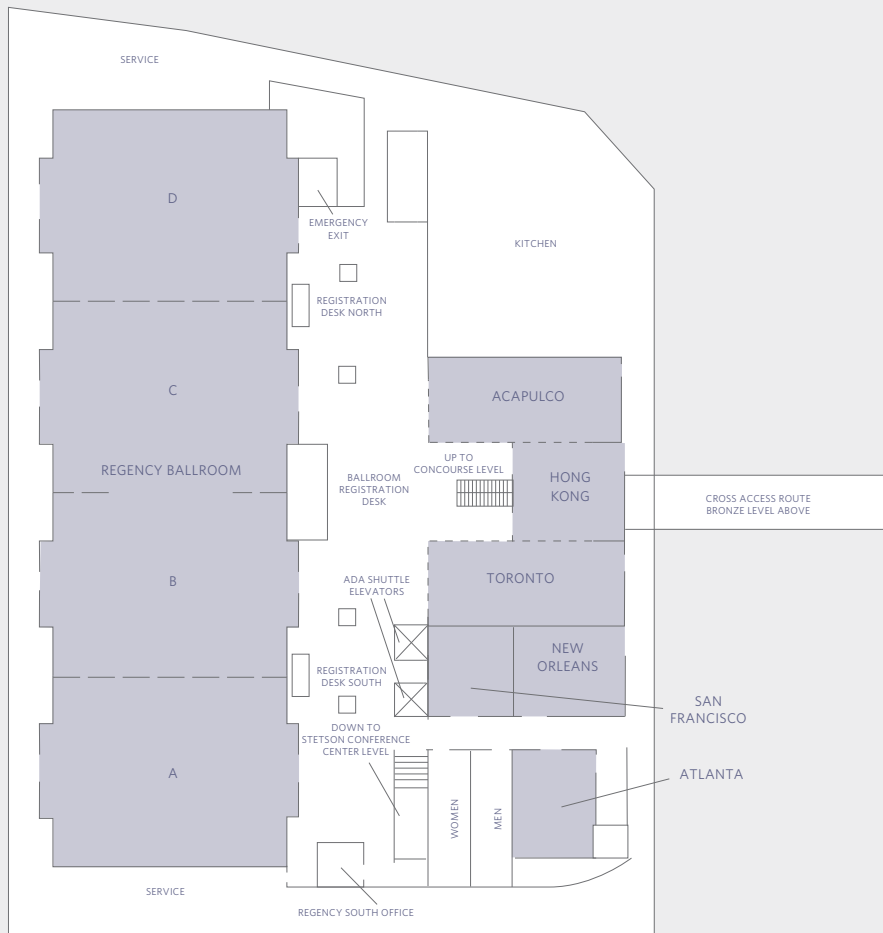 SERVICE
D
EMERGENCY
EXIT
KITCHEN
REGISTRATION
DESK NORTH
C
ACAPULCO
REGENCY BALLROOM
UP TO
CONCOURSE LEVEL
BALLROOM
REGISTRATION
DESK
HONG
KONG
CROSS ACCESS ROUTE
BRONZE LEVEL ABOVE
B
ADA SHUTTLE
ELEVATORS
TORONTO
REGISTRATION
DESK SOUTH
NEW
ORLEANS
SAN
FRANCISCO
DOWN TO
STETSON CONFERENCE
CENTER LEVEL
A
ATLANTA
WOMEN
MEN
SERVICE
REGENCY SOUTH OFFICE